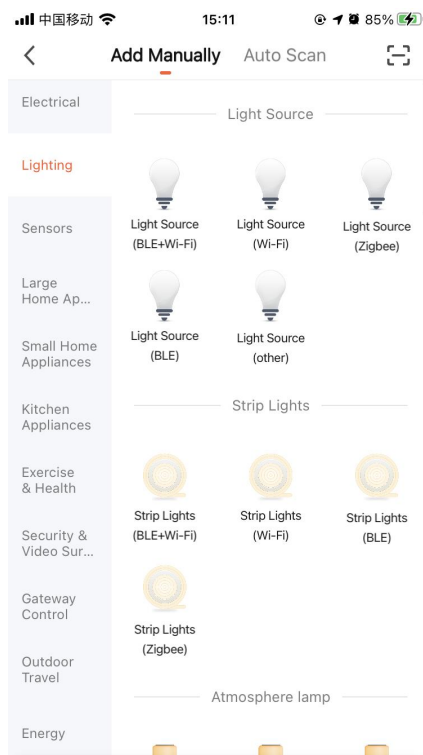 中国移动 15:11 85%
Add Manually Auto Scan
Electrical
Lighting
Sensors
Large
Home Ap...
Small Home
Appliances
Kitchen
Appliances
Exercise
& Health
Security &
Video Sur...
Gateway
Control
Outdoor
Travel
Energy
Light Source
Light Source Light Source Light Source
(BLE+Wi-Fi) (Wi-Fi) (Zigbee)
Light Source Light Source
(BLE) (other)
Strip Lights
Strip Lights Strip Lights Strip Lights
(BLE+Wi-Fi) (Wi-Fi) (BLE)
Strip Lights
(Zigbee)
Atmosphere lamp